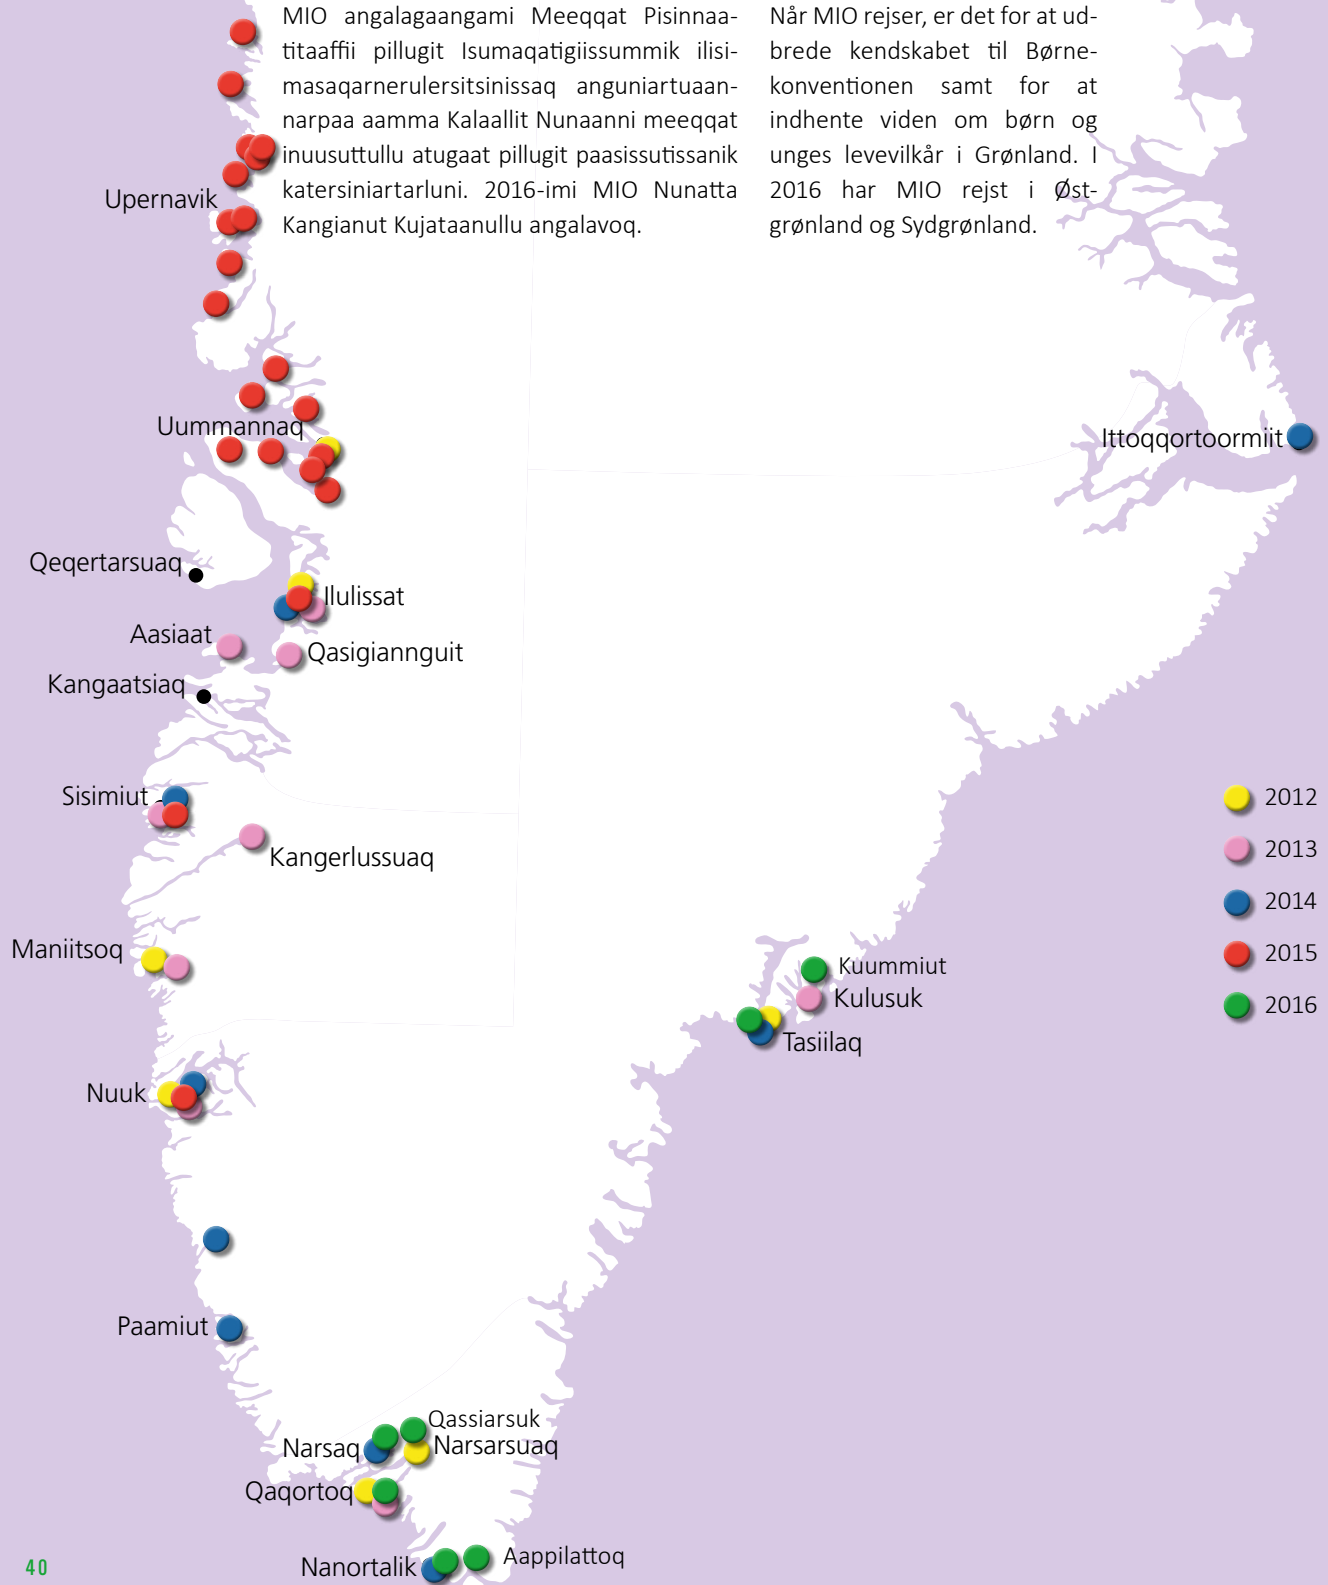 MIO angalagaangami Meeqqat Pisinnaa-
titaaffii pillugit Isumaqatigiissummik ilisi-
masaqarnerulersitsinissaq anguniartuaan-
narpaa aamma Kalaallit Nunaanni meeqqat
inuusuttullu atugaat pillugit paasissutissanik
katersiniartarluni. 2016-imi MIO Nunatta
Kangianut Kujataanullu angalavoq.
Når MIO rejser, er det for at ud-
brede kendskabet til Børne-
konventionen samt for at
indhente viden om børn og
unges levevilkår i Grønland. I
2016 har MIO rejst i Øst-
grønland og Sydgrønland.
Upernavik
Uummannaq
Ittoqqortoormiit
Qeqertarsuaq
Ilulissat
Aasiaat
Qasigiannguit
Kangaatsiaq
Sisimiut
Kangerlussuaq
Maniitsoq
Kuummiut
Kulusuk
Tasiilaq
Nuuk
Paamiut
Qassiarsuk
Narsaq
Narsarsuaq
Qaqortoq
Nanortalik
Aappilattoq
2012
2013
2014
2015
2016
40